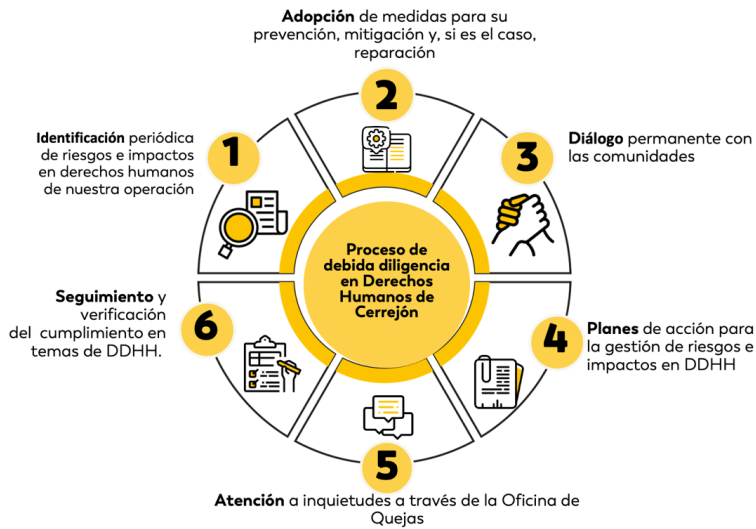 Adopción de medidas para su
prevención, mitigación y, si es el caso,
reparación
2
Identificación periódica
de riesgos e impactos
en derechos humanos
de nuestra operación
1
3
Diálogo permanente con
las comunidades
Proceso de
debida diligencia
en Derechos
Humanos de
Cerrejón
Seguimiento y
verificación
del cumplimiento en
temas de DDHH.
6
4
Planes de acción para
la gestión de riesgos e
impactos en DDHH
5
Atención a inquietudes a través de la Oficina de
Quejas